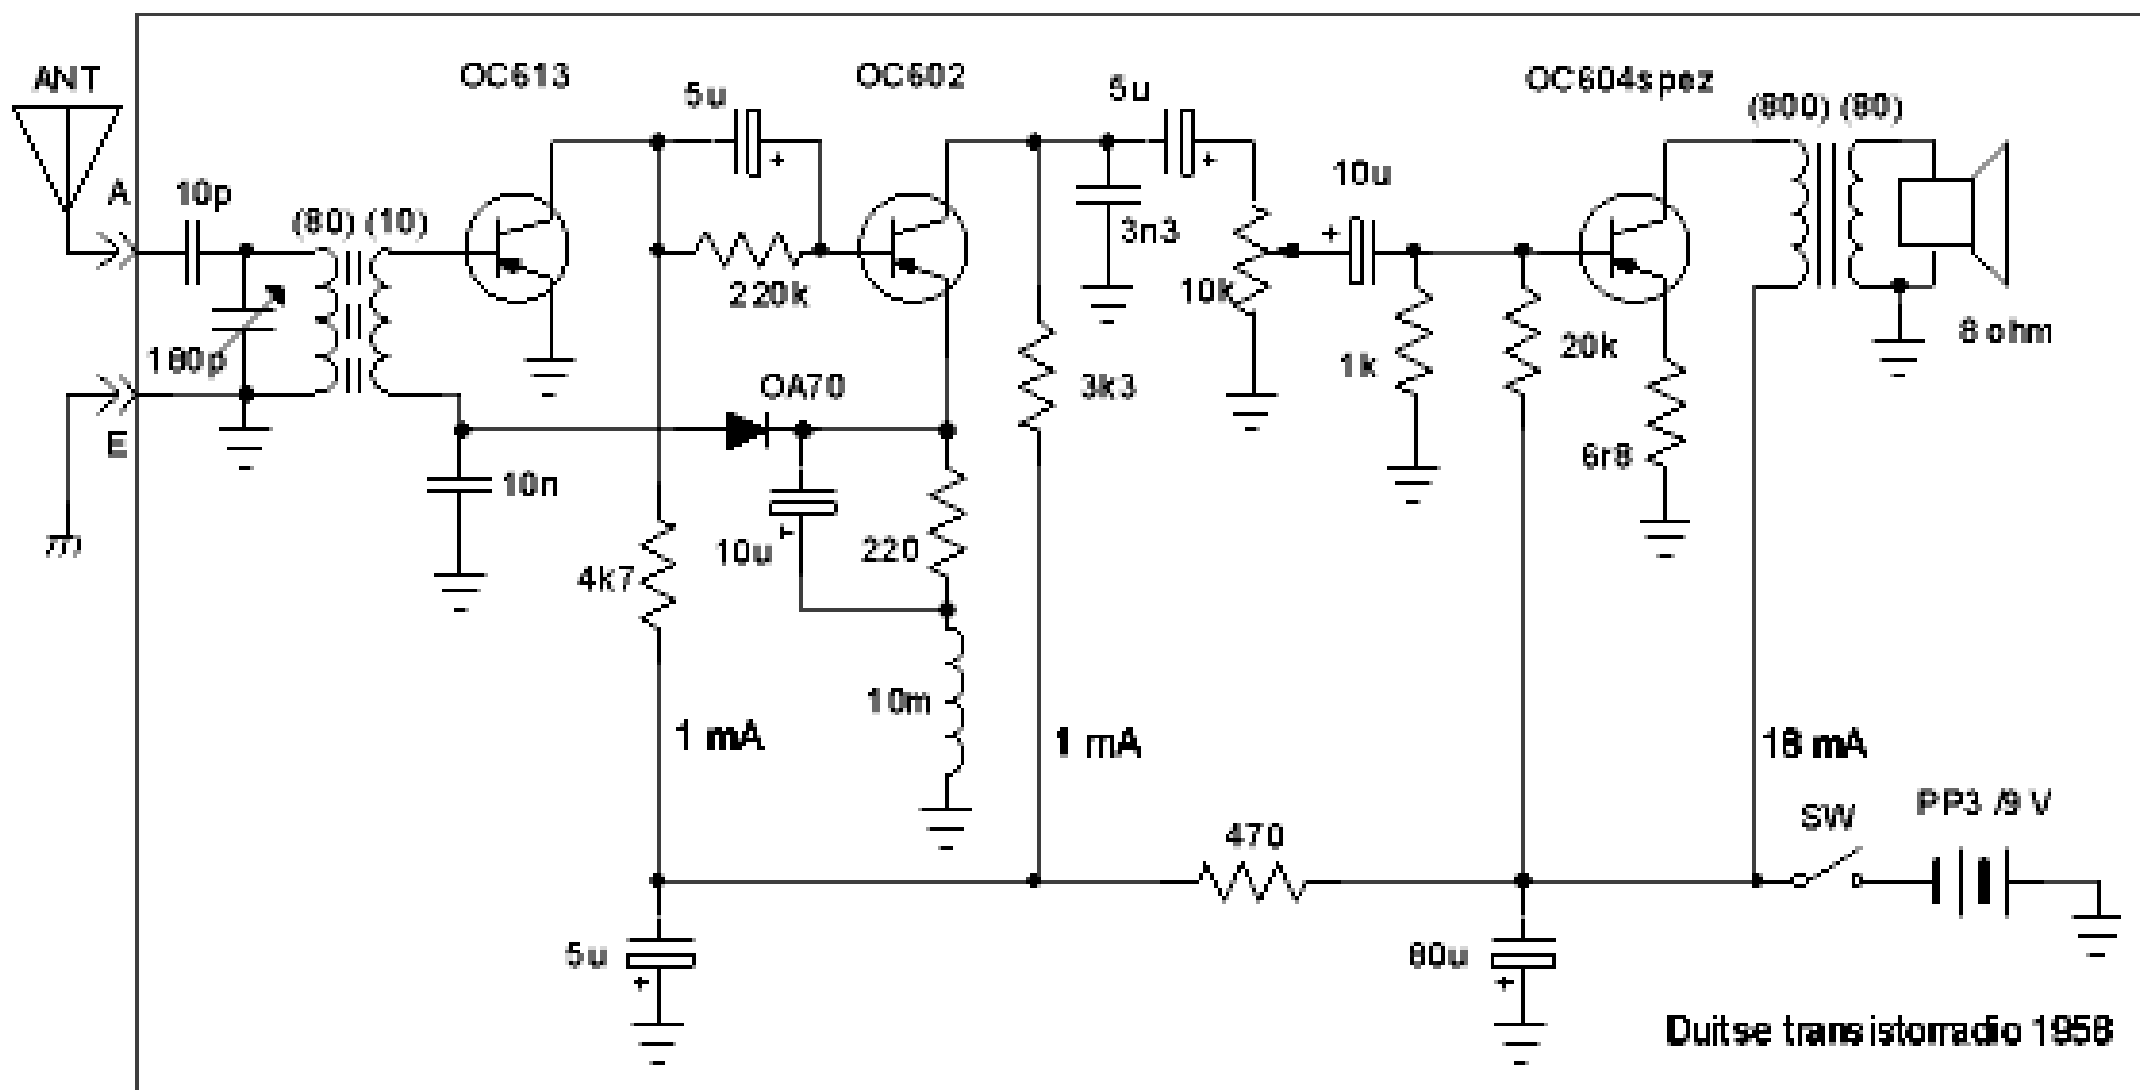 ANT
OC613
5u
OC602
5u
OC604spez
(800) (80)
A
10p
(80) (10)
10u
+
+
+
220k
3n3
10k
180p
1k
20k
8 ohm
OA70
3k3
E
10n
6r8
10u
+
220
4k7
10m
1 mA
1 mA
18 mA
PP3 /9 V
SW
470
5u
+
80u
+
Duitse transistorradio 1958